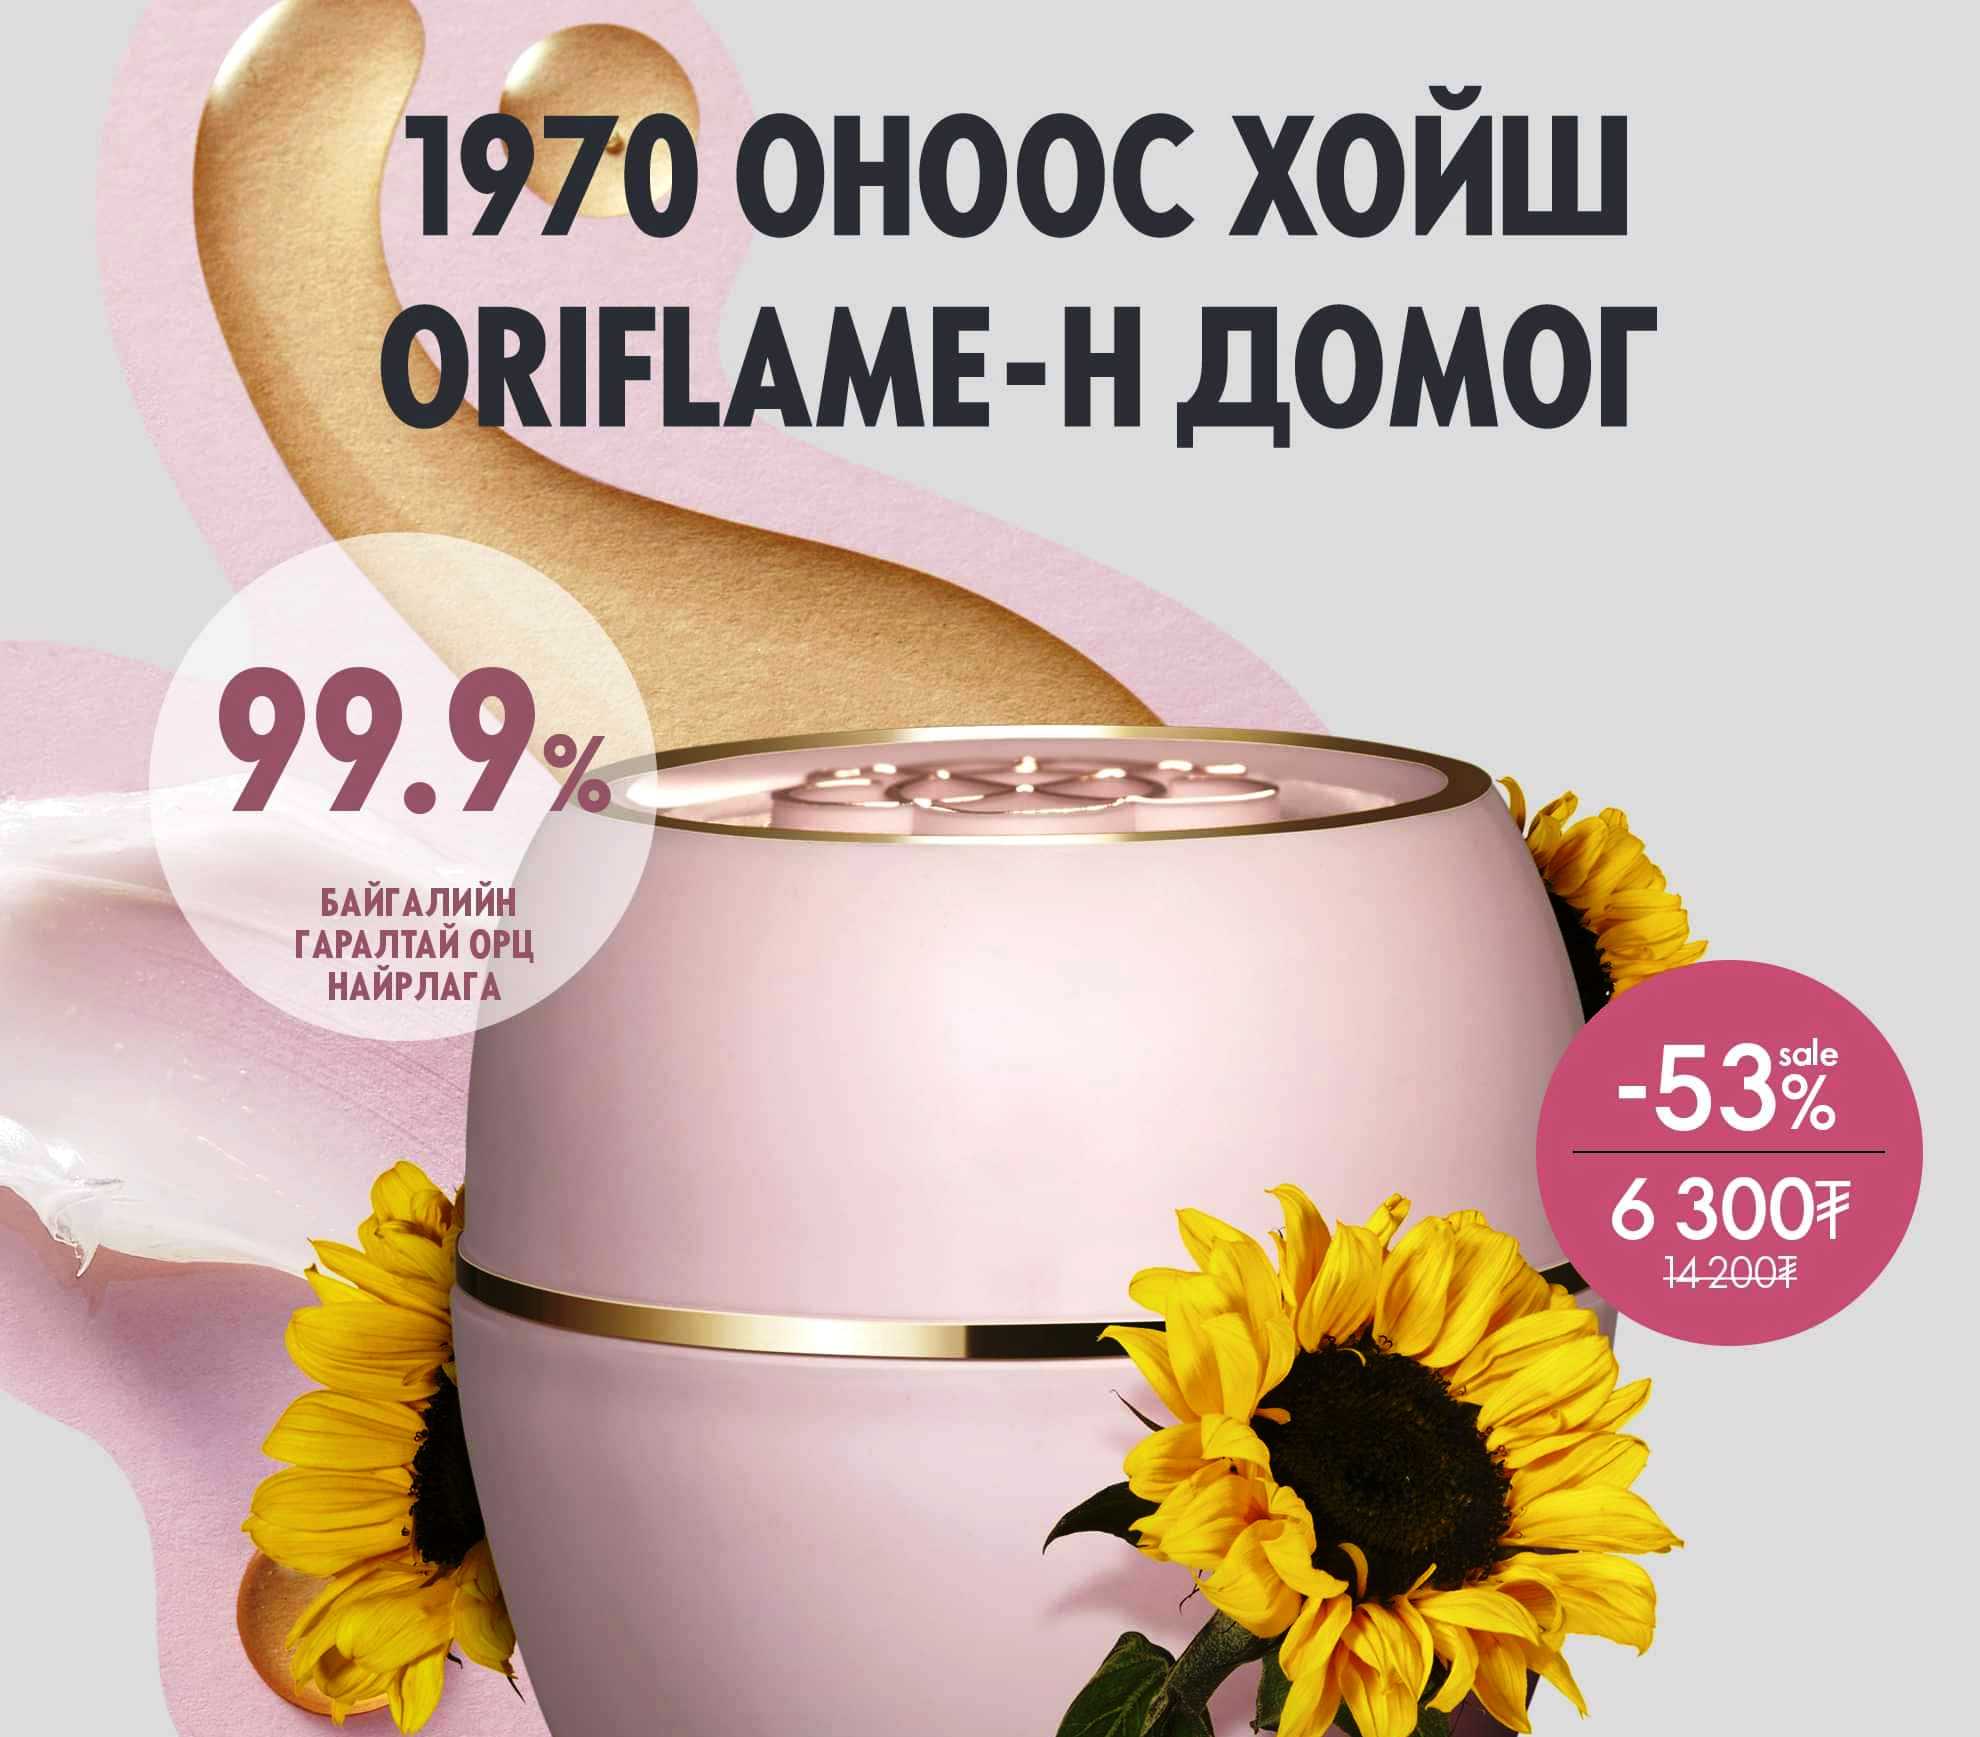 1970 ОНООС ХОЙШ
ORIFLAME-Н ДОМОГ
99.9%
БАЙГАЛИЙН
ГАРАЛТАЙ ОРЦ
НАЙРЛАГА
sale
-53%
6 300₮
14 200₮